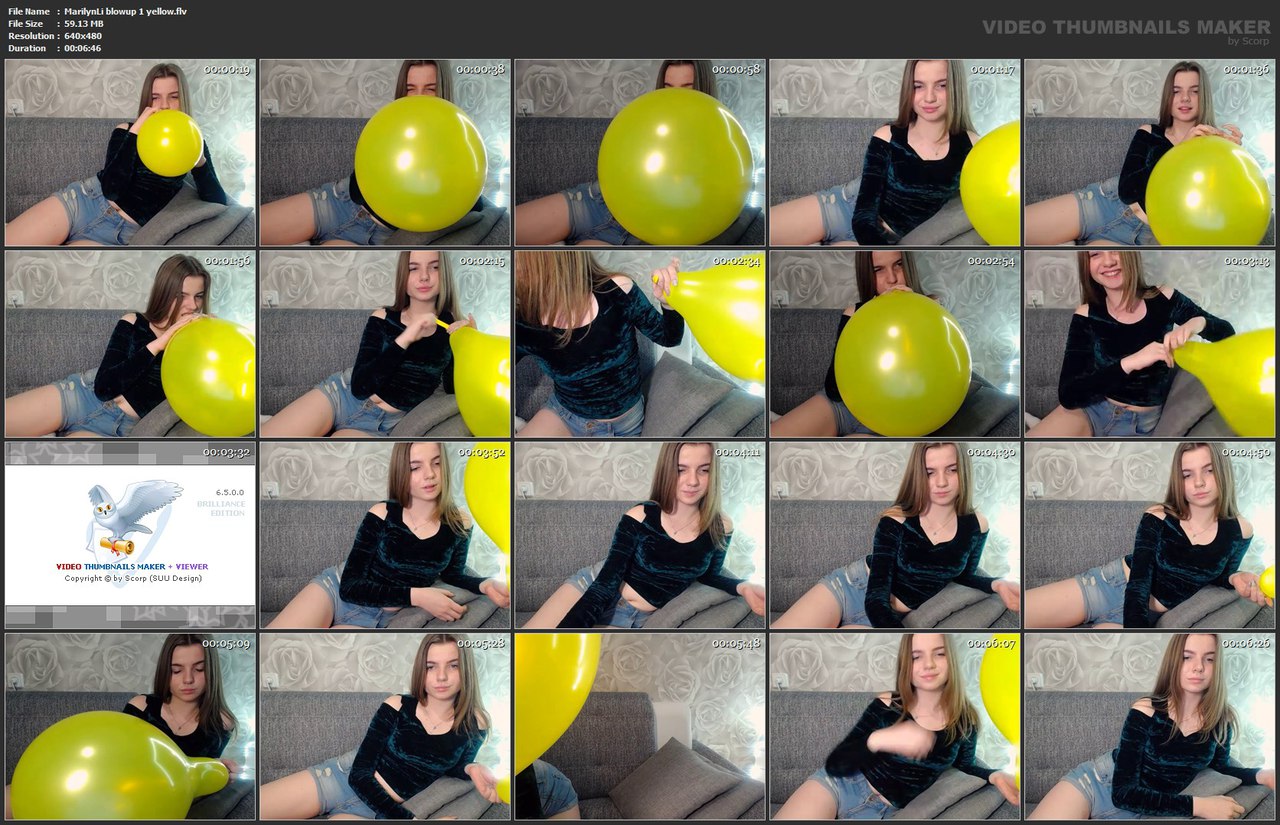 File Name : MarilynLi blowup 1 yellow.flv
File Size : 59.13 MB
Resolution : 640x480
Duration : 00:06:46
VIDEO THUMBNAILS MAKER
by Scorp
00:00:19
00:00:38
00:00:58
00:01:17
00:01:36
00:01:56
00:02:15
00:02:34
00:02:54
00:03:13
00:03:32
6.5.0.0
BRILLIANCE
EDITION
VIDEO THUMBNAILS MAKER + VIEWER
Copyright © by Scorp (SUU Design)
00:03:52
00:04:11
00:04:30
00:04:50
00:05:09
00:05:28
00:05:48
00:06:07
00:06:26